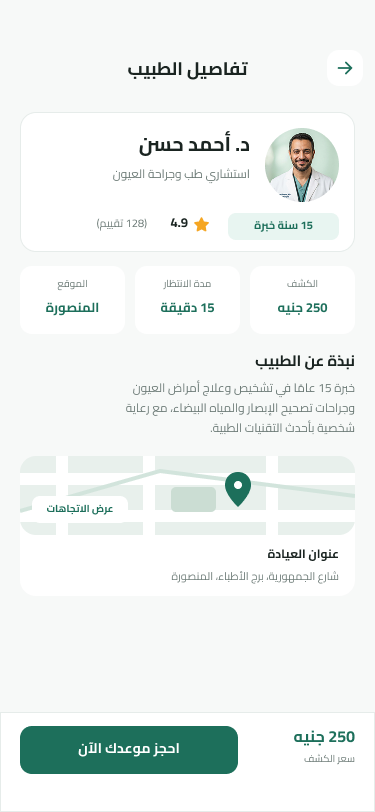 تفاصيل الطبيب
د. أحمد حسن
استشاري طب وجراحة العيون
15 سنة خبرة
4.9
(128 تقييم)
الكشف
250 جنيه
مدة الانتظار
15 دقيقة
الموقع
المنصورة
نبذة عن الطبيب
خبرة 15 عامًا في تشخيص وعلاج أمراض العيون
وجراحات تصحيح الإبصار والمياه البيضاء، مع رعاية
شخصية بأحدث التقنيات الطبية.
عرض الاتجاهات
عنوان العيادة
شارع الجمهورية، برج الأطباء، المنصورة
250 جنيه
سعر الكشف
احجز موعدك الآن